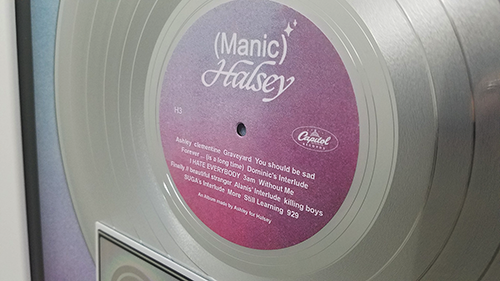 (Manic)
Halsey
H3
Capitol
RECORDS
Ashley clementine Graveyard You should be sad
Forever ... (is a long time) Dominic's Interlude
I HATE EVERYBODY 3am Without Me
Finally // beautiful stranger Alanis' Interlude killing boys
SUGA's Interlude More Still Learning 929
An Album made by Ashley for Halsey